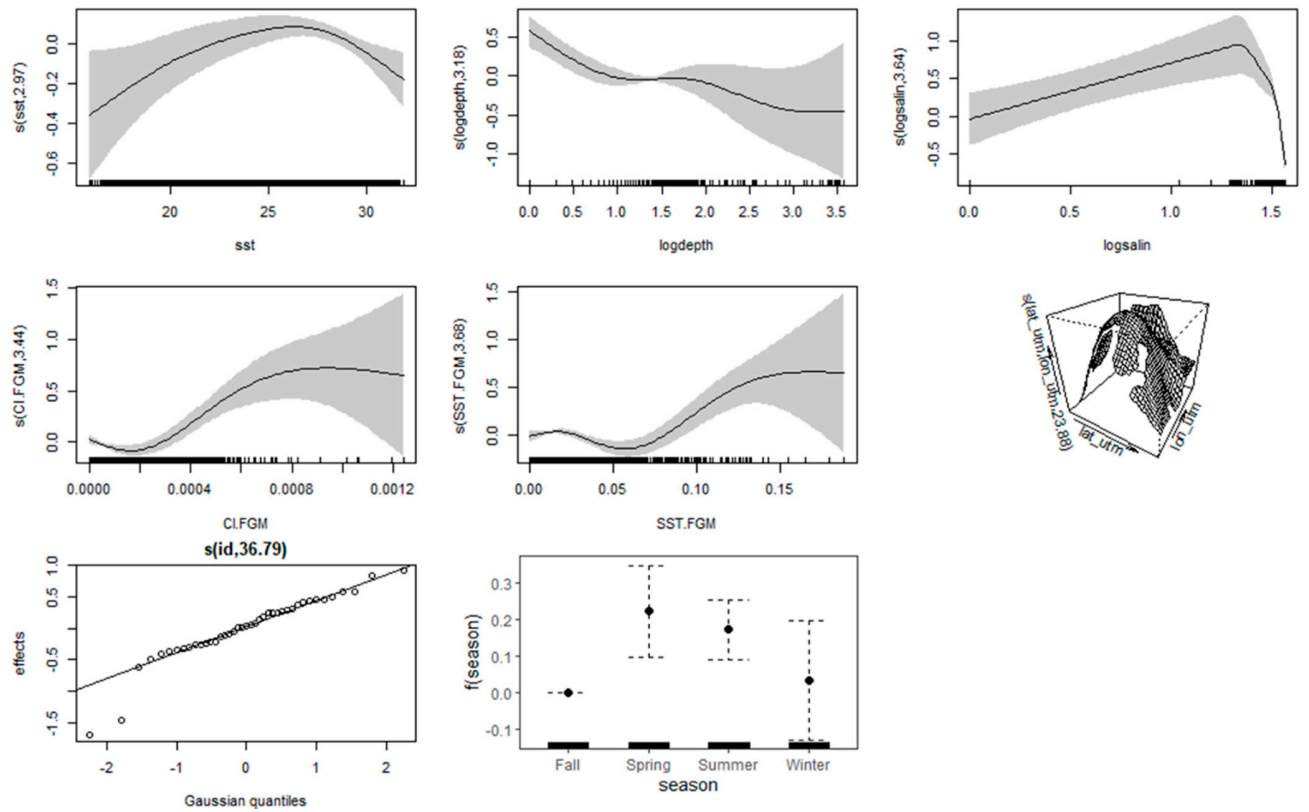 s(sst,2.97)
0.0
-0.2
-0.4
-0.6
20
25
30
sst
s(logdepth,3.18)
0.5
0.0
-0.5
-1.0
0.0
0.5
1.0
1.5
2.0
2.5
3.0
3.5
logdepth
s(logsalin,3.64)
1.0
0.5
0.0
-0.5
0.0
0.5
1.0
1.5
logsalin
s(CI.FGM,3.44)
1.5
1.0
0.5
0.0
0.0000
0.0004
0.0008
0.0012
CI.FGM
s(SST.FGM,3.68)
1.5
1.0
0.5
0.0
0.00
0.05
0.10
0.15
SST.FGM
s(lat_utm,lon_utm,23.88)
lat_utm
lon_utm
s(id,36.79)
effects
1.0
0.5
-0.5
-1.5
-2
-1
0
1
2
Gaussian quantiles
f(season)
0.3
0.2
0.1
0.0
-0.1
Fall
Spring
Summer
Winter
season